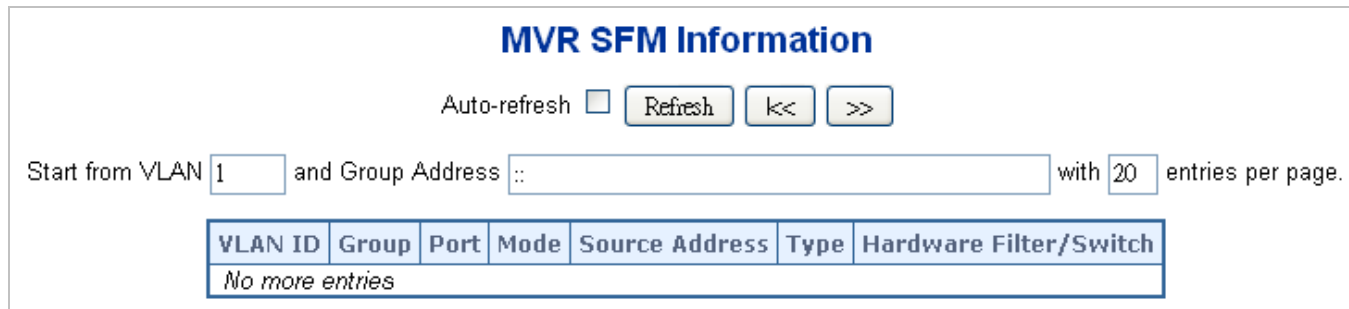 MVR SFM Information
Auto-refresh Refresh |<< >>
Start from VLAN 1 and Group Address :: with 20 entries per page.
VLAN ID Group Port Mode Source Address Type Hardware Filter/Switch
No more entries